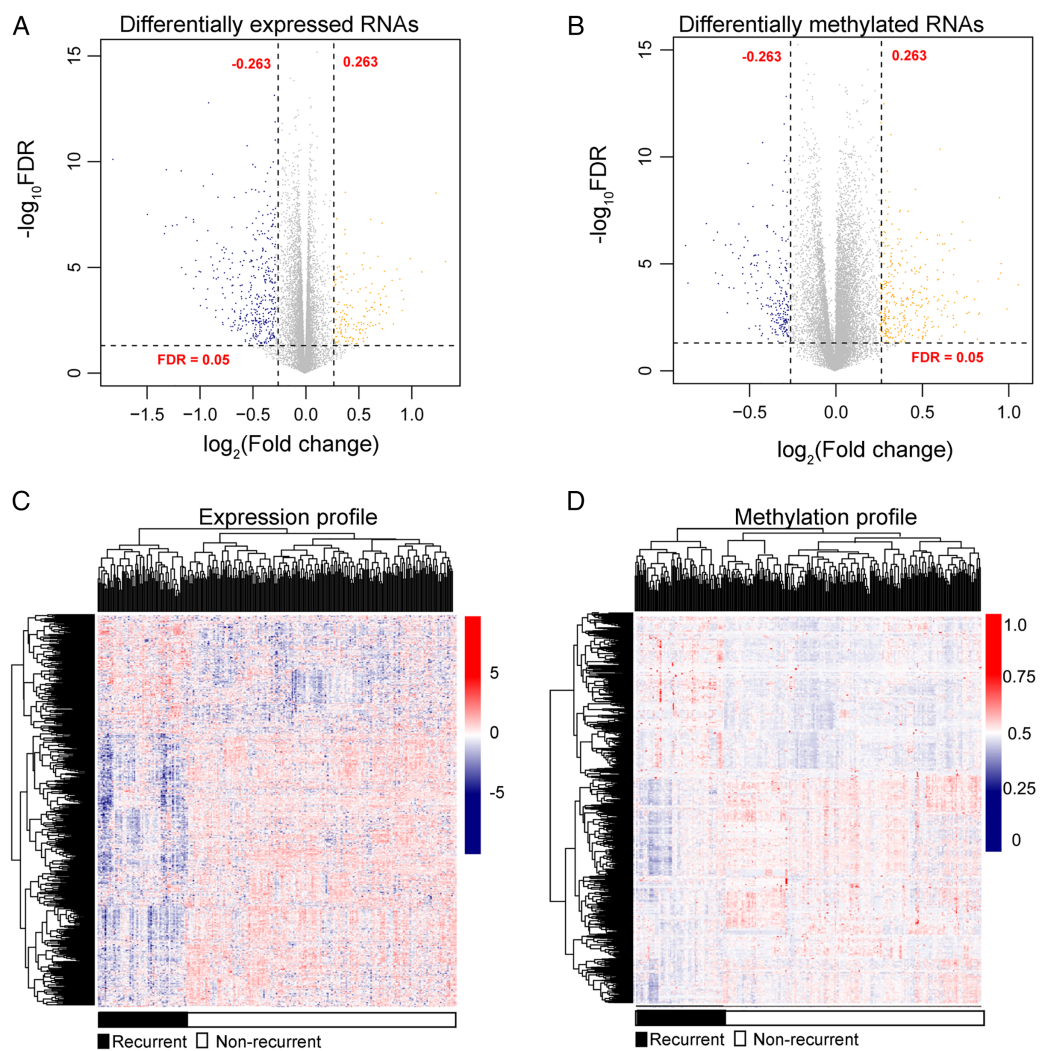 A
Differentially expressed RNAs
-0.263
0.263
15
10
5
0
-log10FDR
FDR = 0.05
−1.5
−1.0
−0.5
0.0
0.5
1.0
log2(Fold change)
B
Differentially methylated RNAs
-0.263
0.263
15
10
5
0
-log10FDR
FDR = 0.05
−0.5
0.0
0.5
1.0
log2(Fold change)
C
Expression profile
5
0
-5
Recurrent
Non-recurrent
D
Methylation profile
1.0
0.75
0.5
0.25
0
Recurrent
Non-recurrent